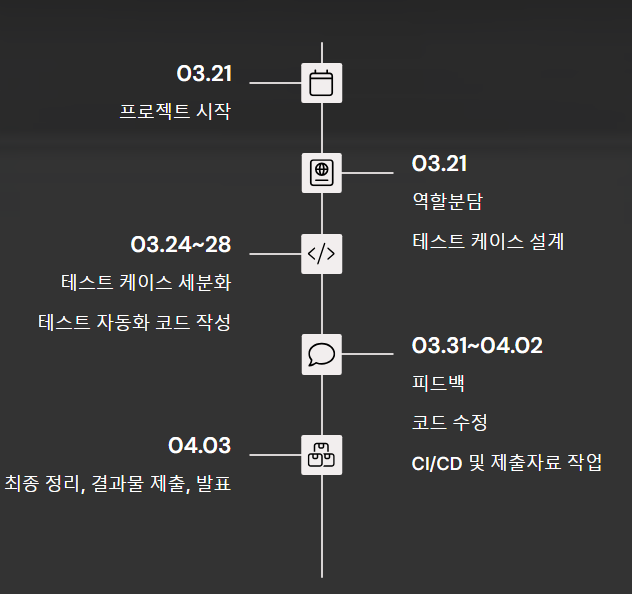 03.21
프로젝트 시작
03.21
역할분담
테스트 케이스 설계
03.24~28
테스트 케이스 세분화
테스트 자동화 코드 작성
03.31~04.02
피드백
코드 수정
CI/CD 및 제출자료 작업
04.03
최종 정리, 결과물 제출, 발표